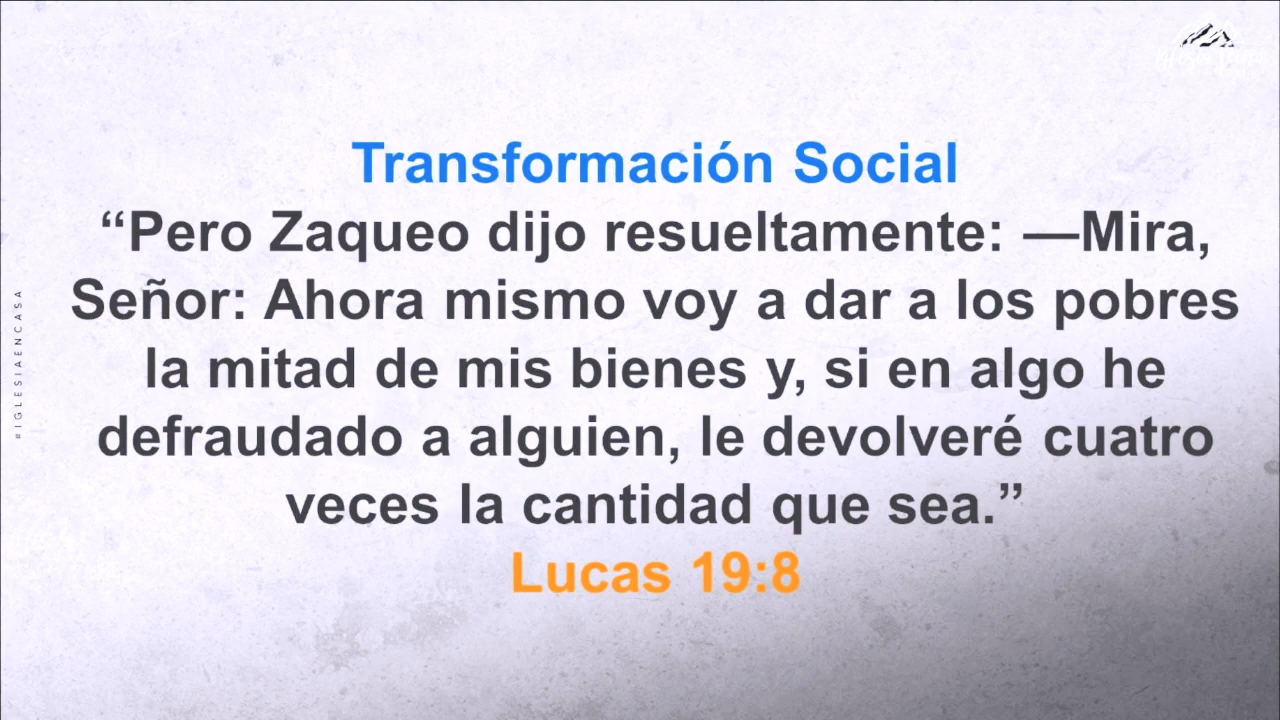 Transformación Social
“Pero Zaqueo dijo resueltamente: —Mira,
Señor: Ahora mismo voy a dar a los pobres
la mitad de mis bienes y, si en algo he
defraudado a alguien, le devolveré cuatro
veces la cantidad que sea.”
Lucas 19:8
#IGLESIAENCASA